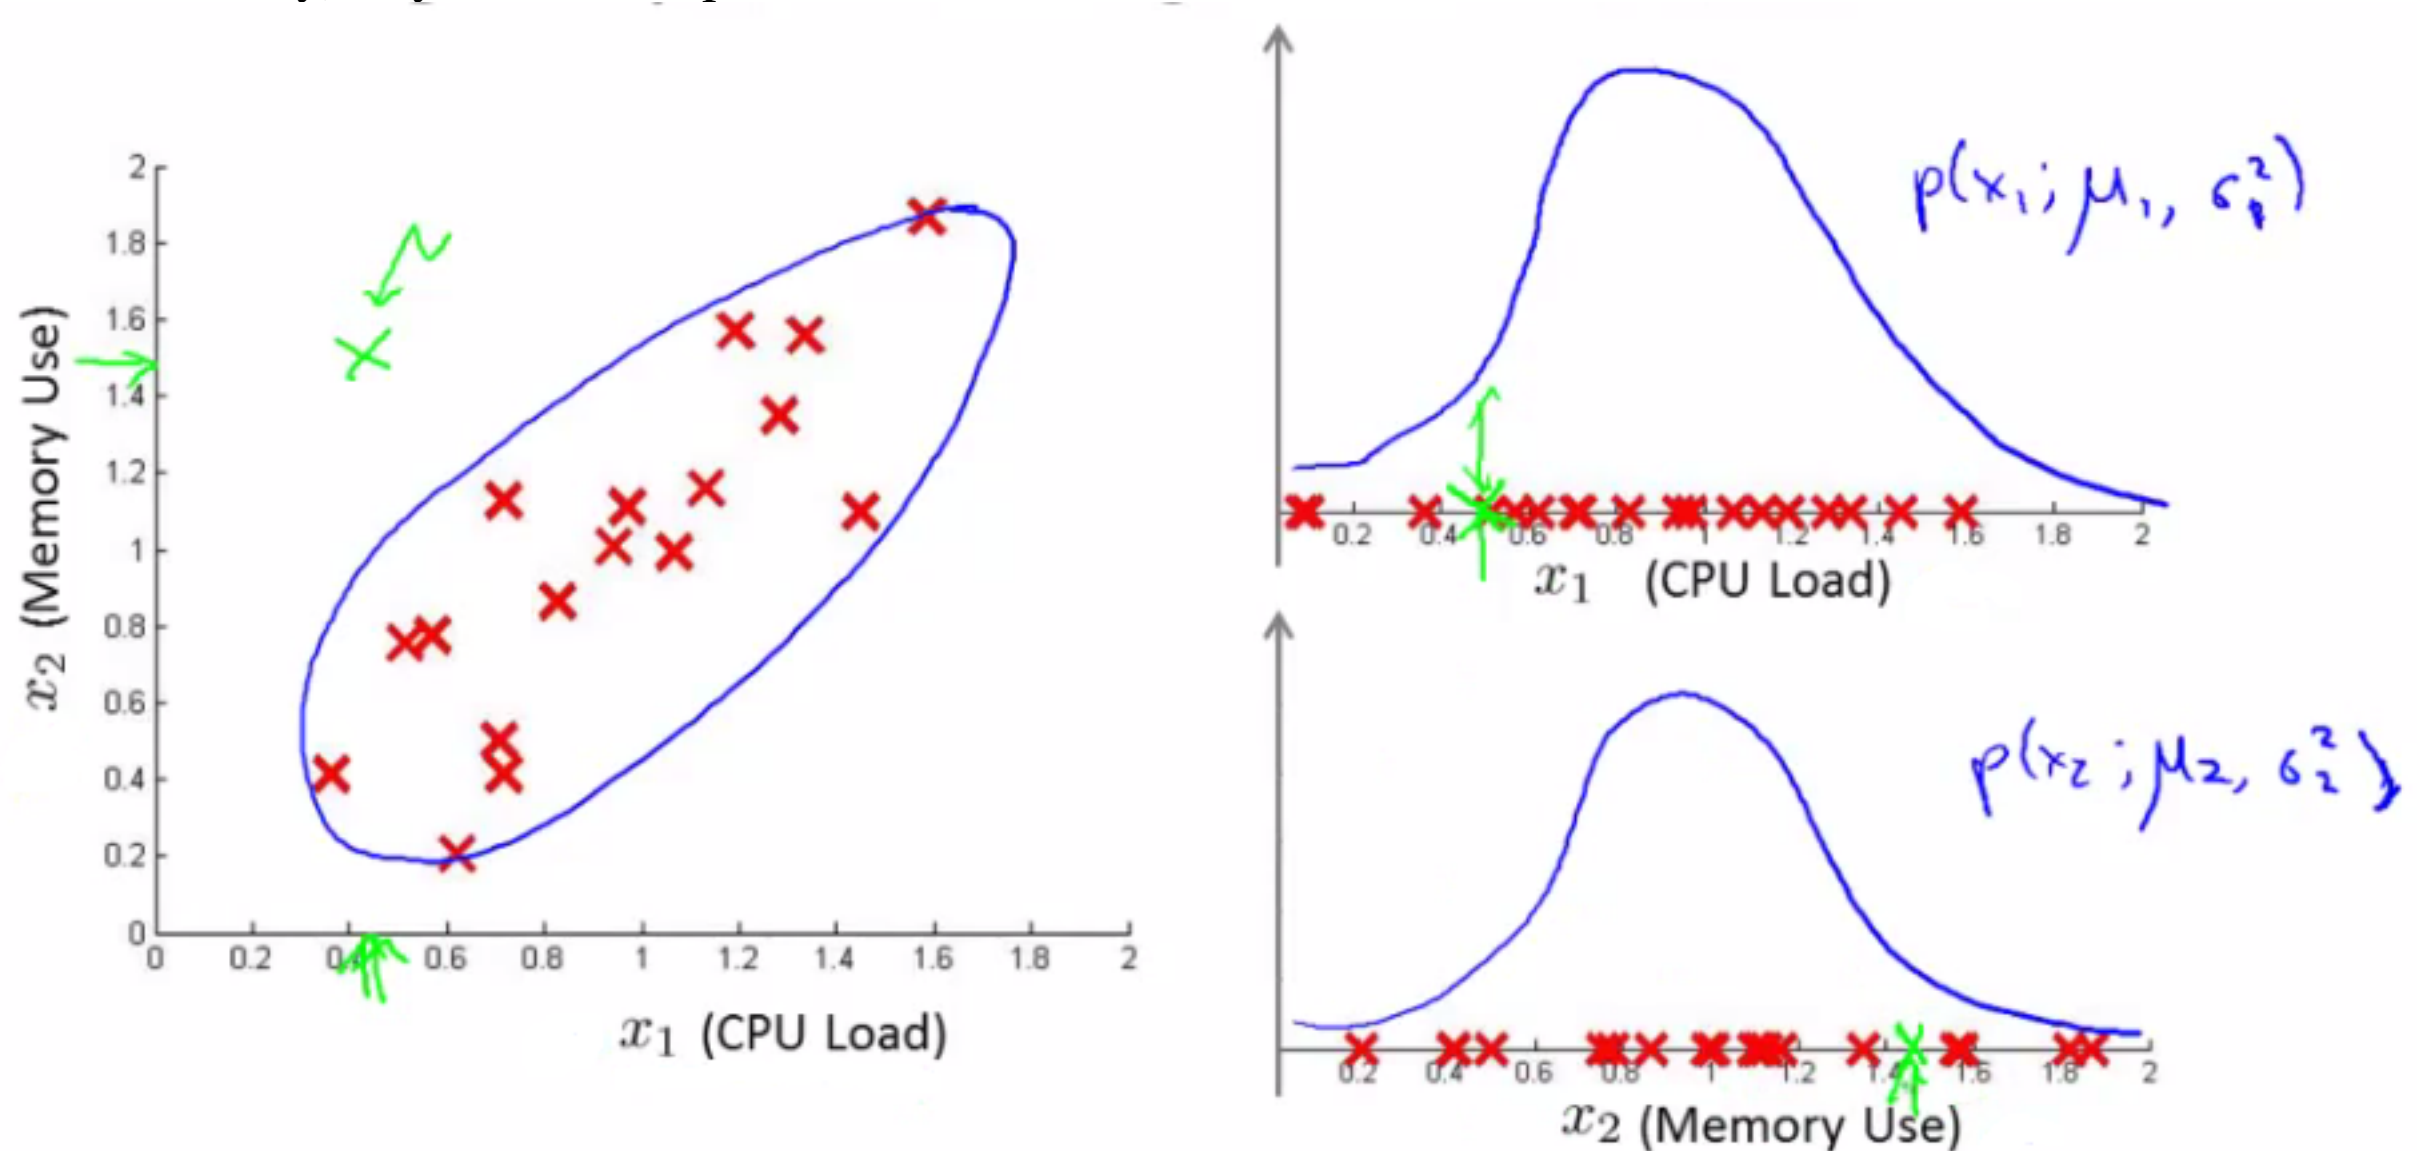 2
1.8
1.6
1.4
1.2
1
0.8
0.6
0.4
0.2
0
x₂ (Memory Use)
0 0.2 0.6 0.8 1 1.2 1.4 1.6 1.8 2
x₁ (CPU Load)
p(x₁; μ₁, σ₁²)
0.2 0.4 0.6 0.8 1 1.2 1.4 1.6 1.8 2
x₁ (CPU Load)
p(x₂; μ₂, σ₂²)
0.2 0.4 0.6 0.8 1 1.2 1.4 1.6 1.8 2
x₂ (Memory Use)